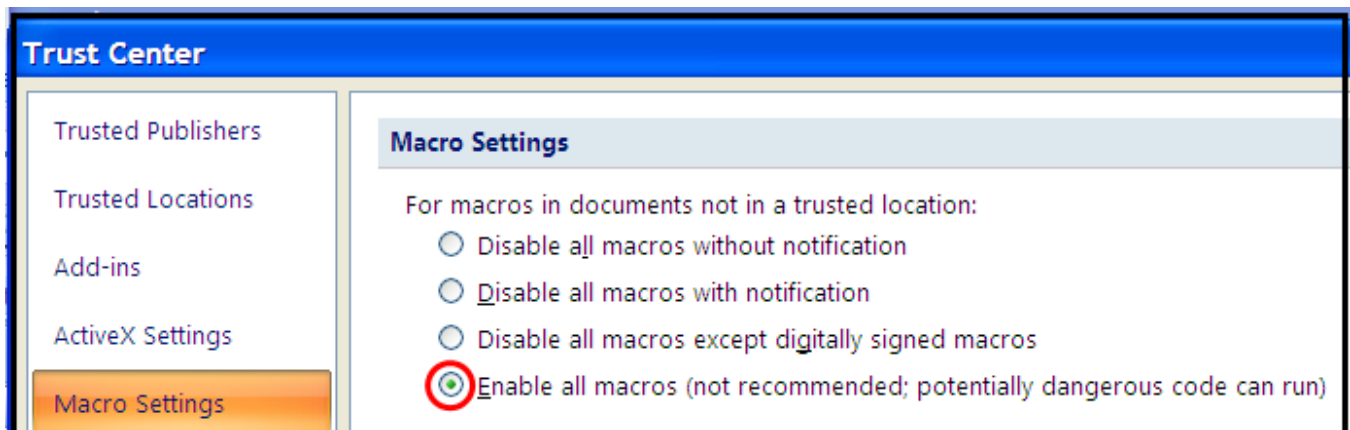 Trust Center
Trusted Publishers
Trusted Locations
Add-ins
ActiveX Settings
Macro Settings
Macro Settings
For macros in documents not in a trusted location:
Disable all macros without notification
Disable all macros with notification
Disable all macros except digitally signed macros
Enable all macros (not recommended; potentially dangerous code can run)